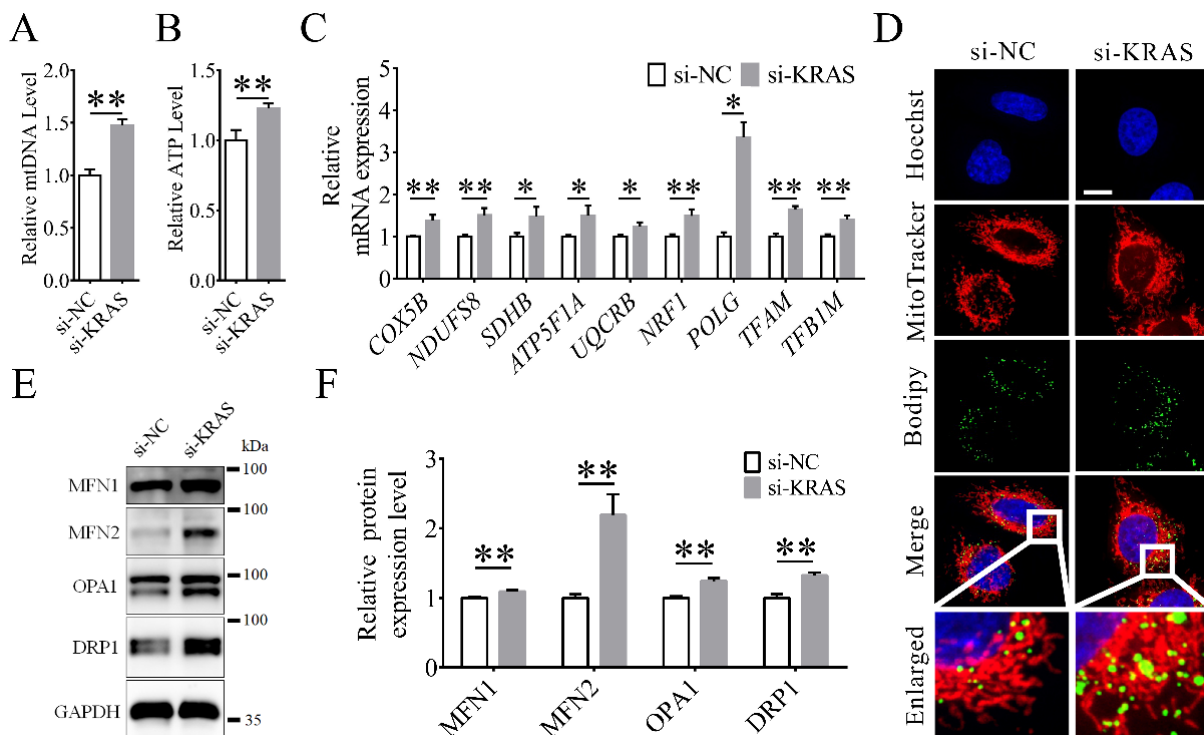 A
Relative mtDNA Level
2.0
1.5
1.0
0.5
0.0
**
si-NC
si-KRAS
B
Relative ATP Level
1.5
1.0
0.5
0.0
**
si-NC
si-KRAS
C
si-NC si-KRAS
Relative
mRNA expression
5
4
3
2
1
0
** ** * * * ** * ** **
COX5B NDUFS8 SDHB ATP5F1A UQCRB NRF1 POLG TFAM TFB1M
D
si-NC si-KRAS
Hoechst
MitoTracker
Bodipy
Merge
Enlarged
E
si-NC si-KRAS kDa
MFN1 100
MFN2 100
OPA1 100
DRP1 100
GAPDH 35
F
si-NC
si-KRAS
Relative protein
expression level
3
2
1
0
** ** ** **
MFN1 MFN2 OPA1 DRP1